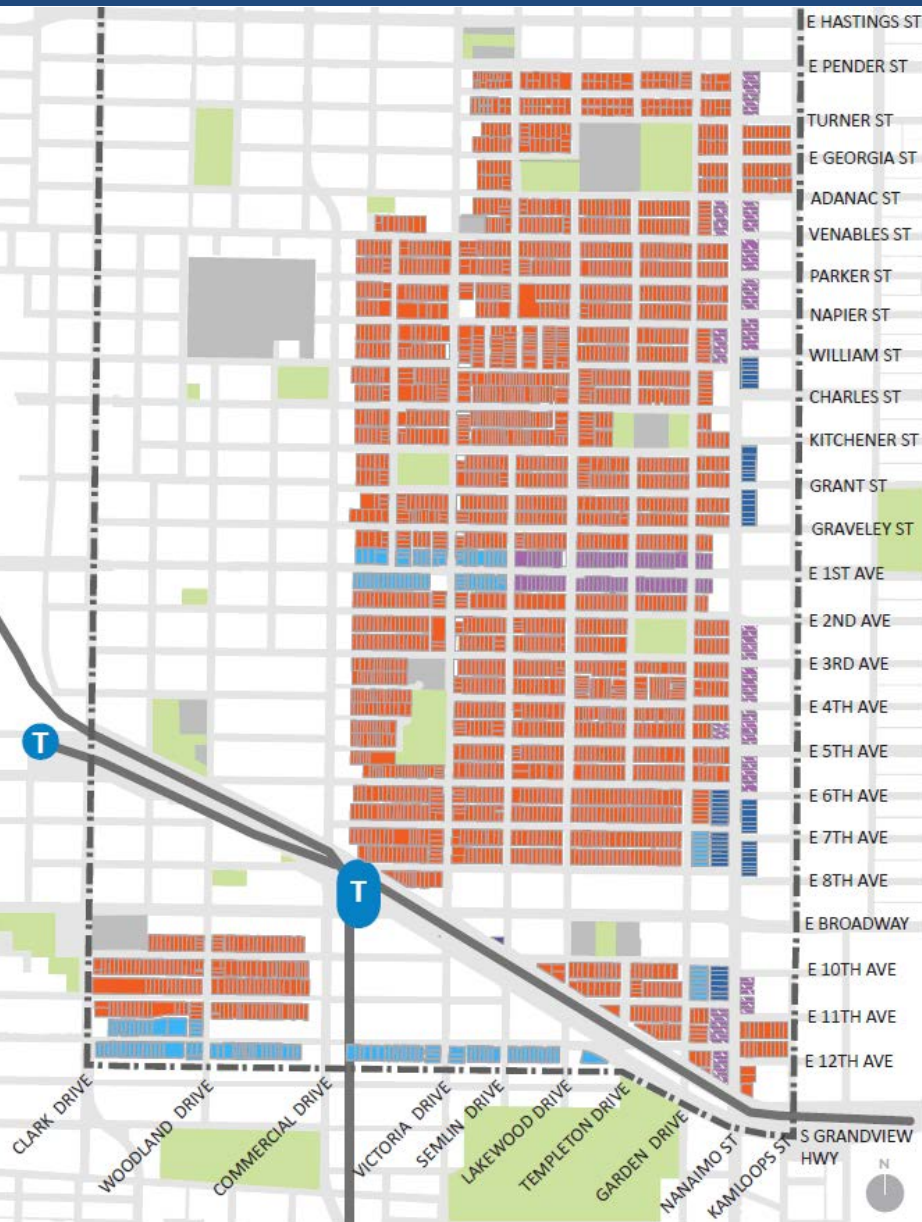 E HASTINGS ST
E PENDER ST
TURNER ST
E GEORGIA ST
ADANAC ST
VENABLES ST
PARKER ST
NAPIER ST
WILLIAM ST
CHARLES ST
KITCHENER ST
GRANT ST
GRAVELEY ST
E 1ST AVE
E 2ND AVE
E 3RD AVE
E 4TH AVE
T
E 5TH AVE
E 6TH AVE
E 7TH AVE
E 8TH AVE
T
E BROADWAY
E 10TH AVE
E 11TH AVE
E 12TH AVE
CLARK DRIVE
WOODLAND DRIVE
COMMERCIAL DRIVE
VICTORIA DRIVE
SEMLIN DRIVE
LAKEWOOD DRIVE
TEMPLETON DRIVE
GARDEN DRIVE
NANAIMO ST
KAMLOOPS ST
S GRANDVIEW
HWY
N